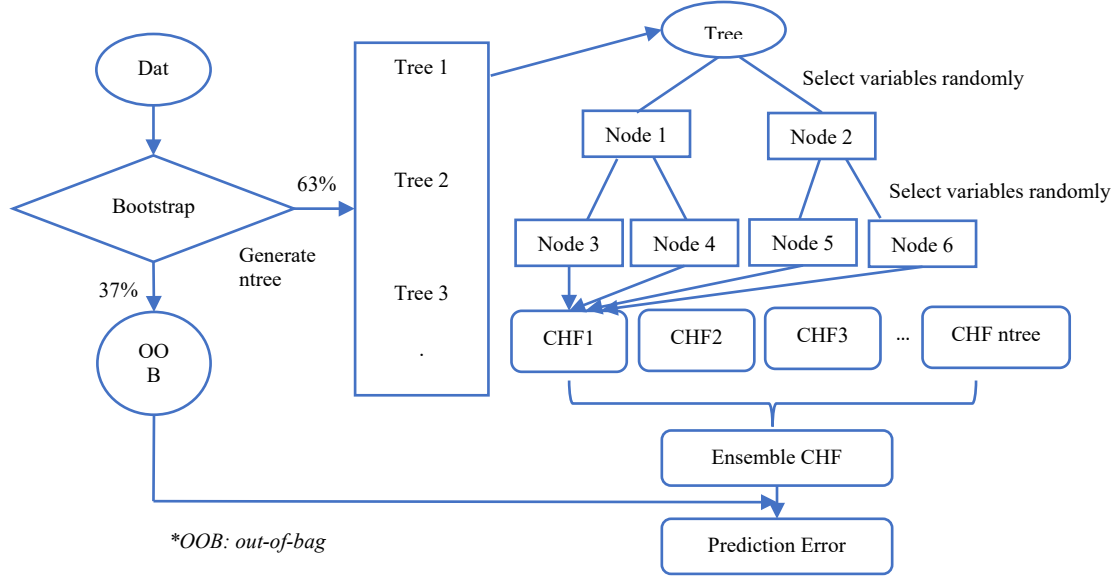 Dat
Bootstrap
63%
Generate
ntree
37%
OO
B
Tree 1
Tree 2
Tree 3
.
Tree
Select variables randomly
Node 1
Node 2
Select variables randomly
Node 3
Node 4
Node 5
Node 6
CHF1
CHF2
CHF3
...
CHF ntree
Ensemble CHF
Prediction Error
*OOB: out-of-bag